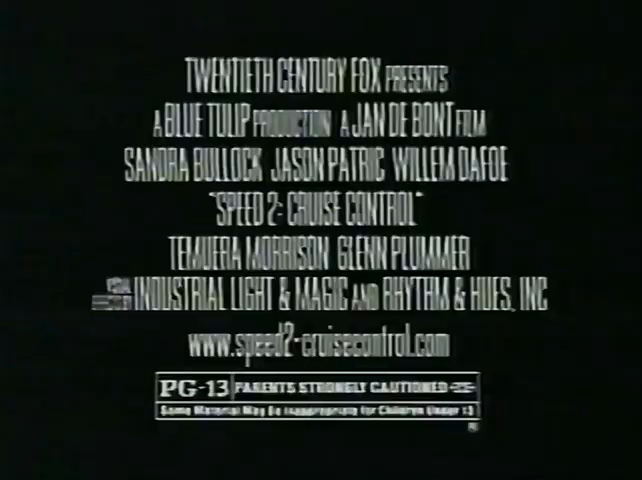 TWENTIETH CENTURY FOX PRESENTS
A BLUE TULIP PRODUCTION A JAN DE BONT FILM
SANDRA BULLOCK JASON PATRIC WILLEM DAFOE
"SPEED 2: CRUISE CONTROL"
TEMUERA MORRISON GLENN PLUMMER
INDUSTRIAL LIGHT & MAGIC AND RHYTHM & HUES, INC
www.speed2-cruisecontrol.com
PG-13 PARENTS STRONGLY CAUTIONED
Some Material May Be Inappropriate for Children Under 13